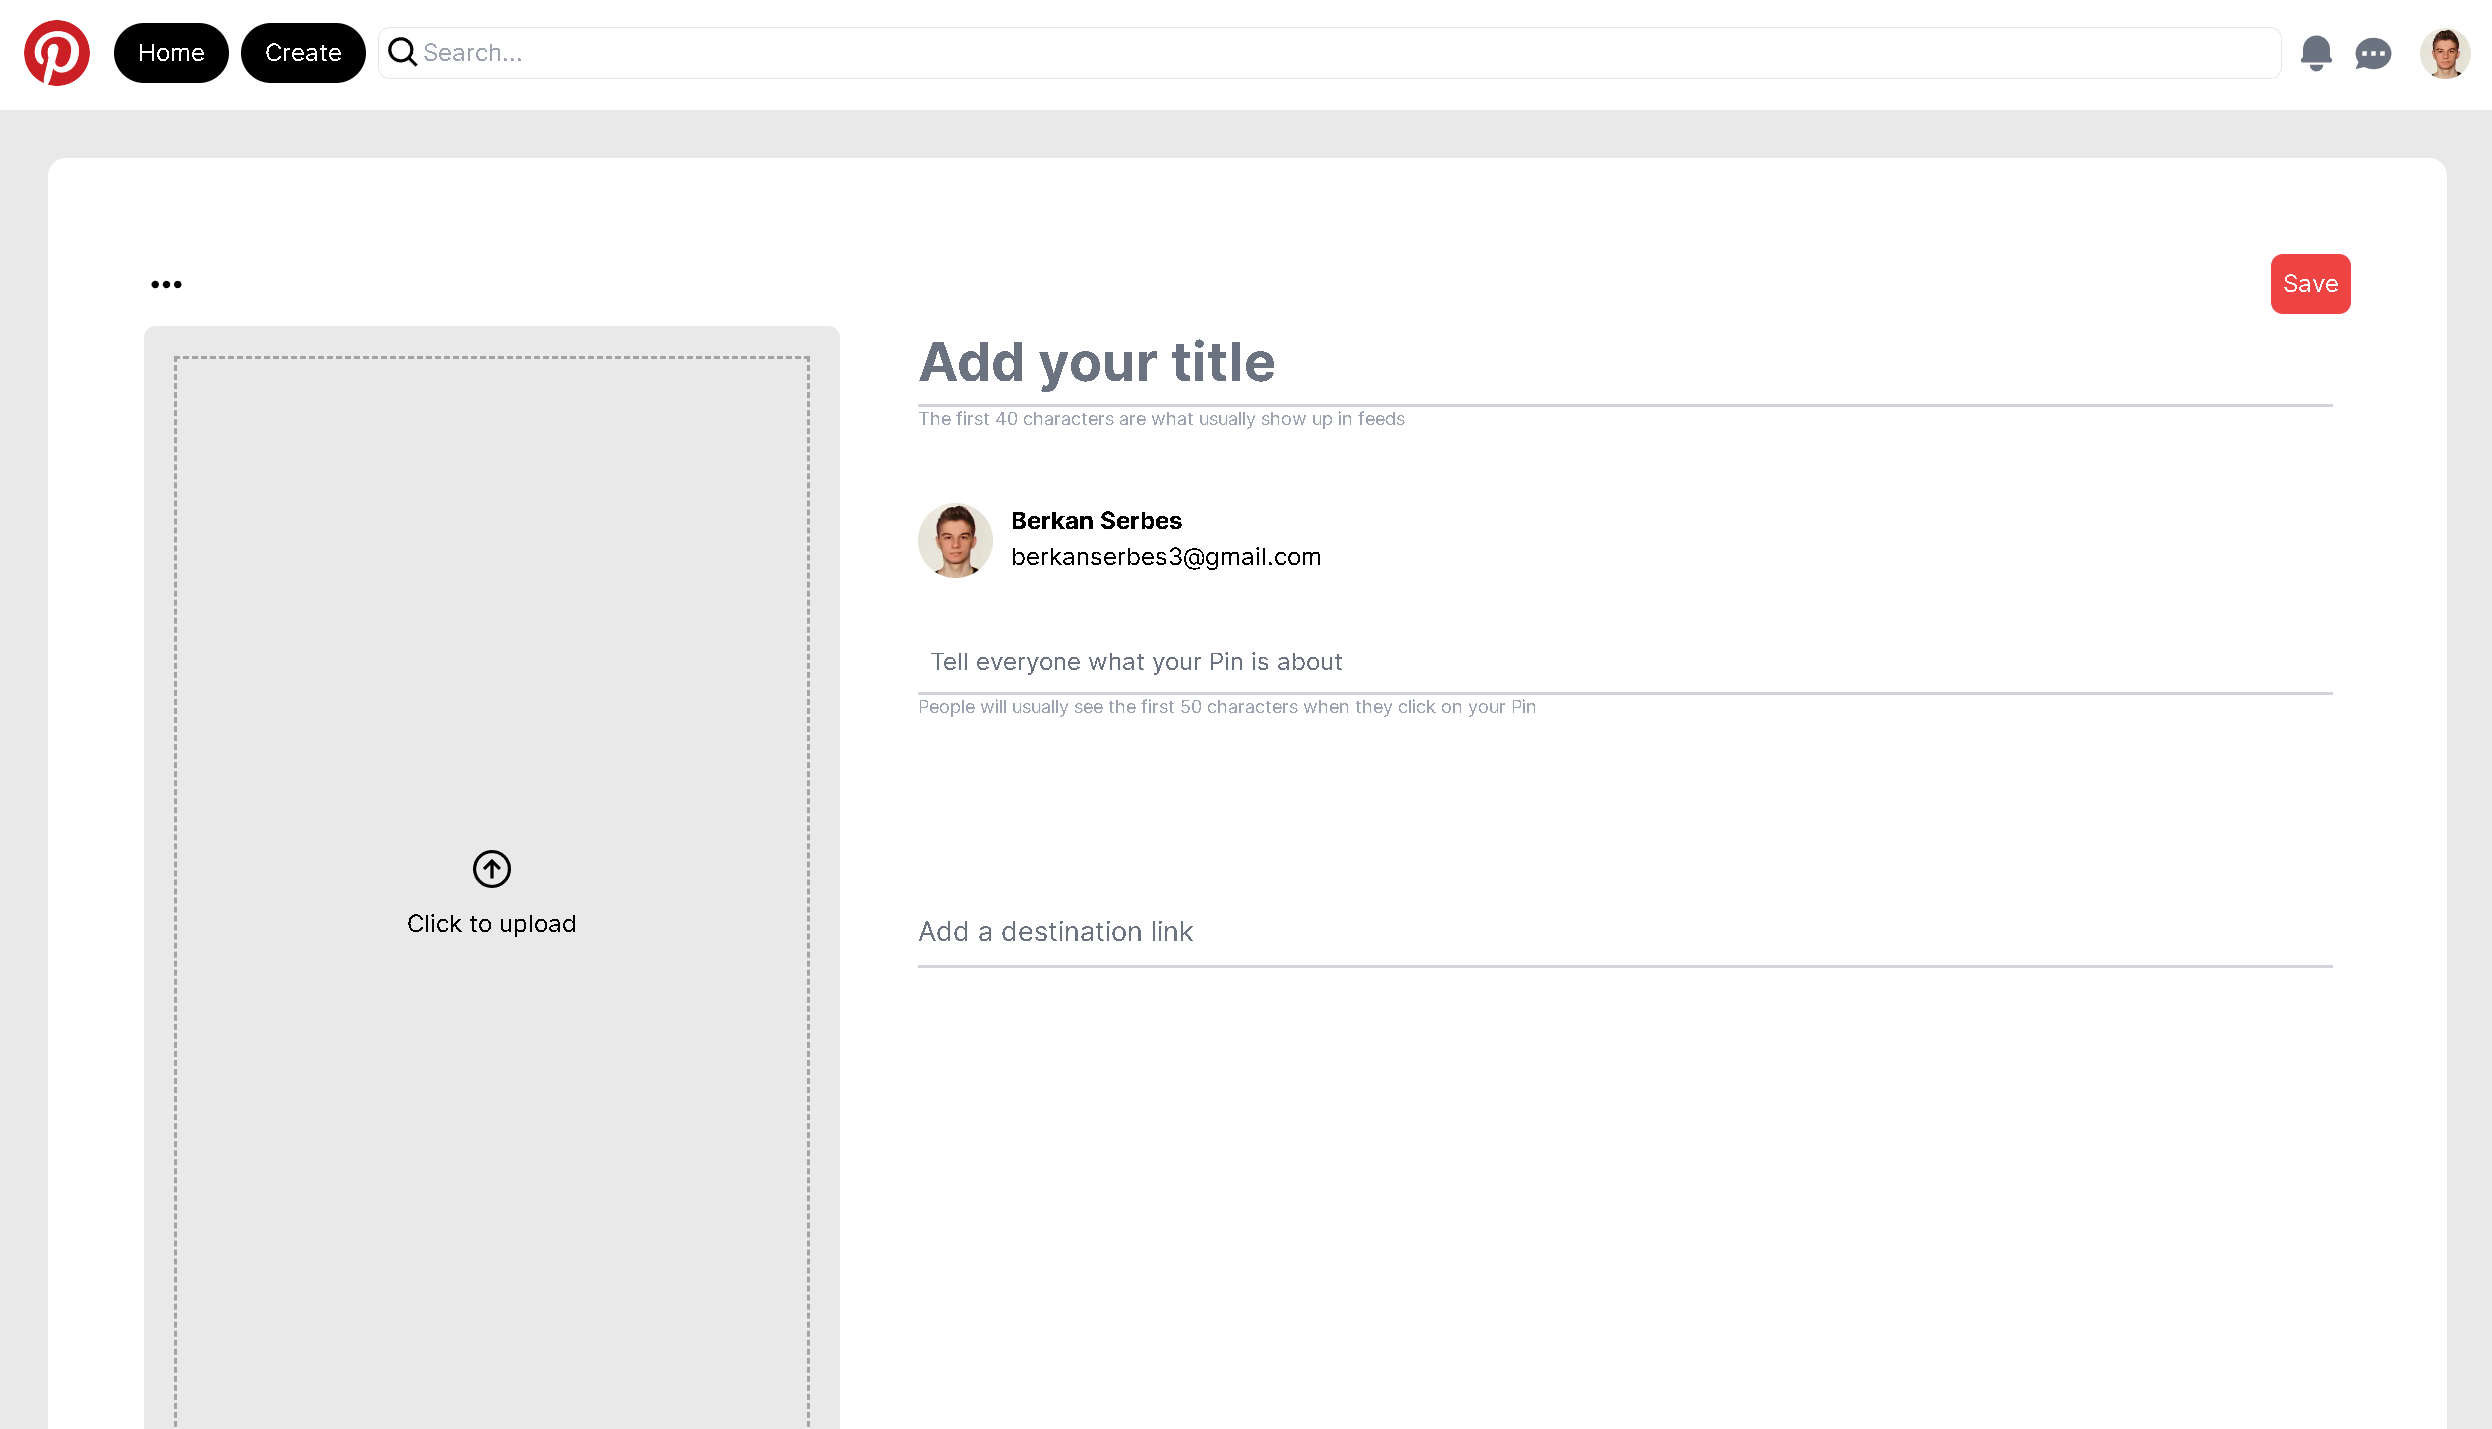 Home
Create
Search...
Save
Add your title
The first 40 characters are what usually show up in feeds
Berkan Serbes
berkanserbes3@gmail.com
Tell everyone what your Pin is about
People will usually see the first 50 characters when they click on your Pin
Click to upload
Add a destination link